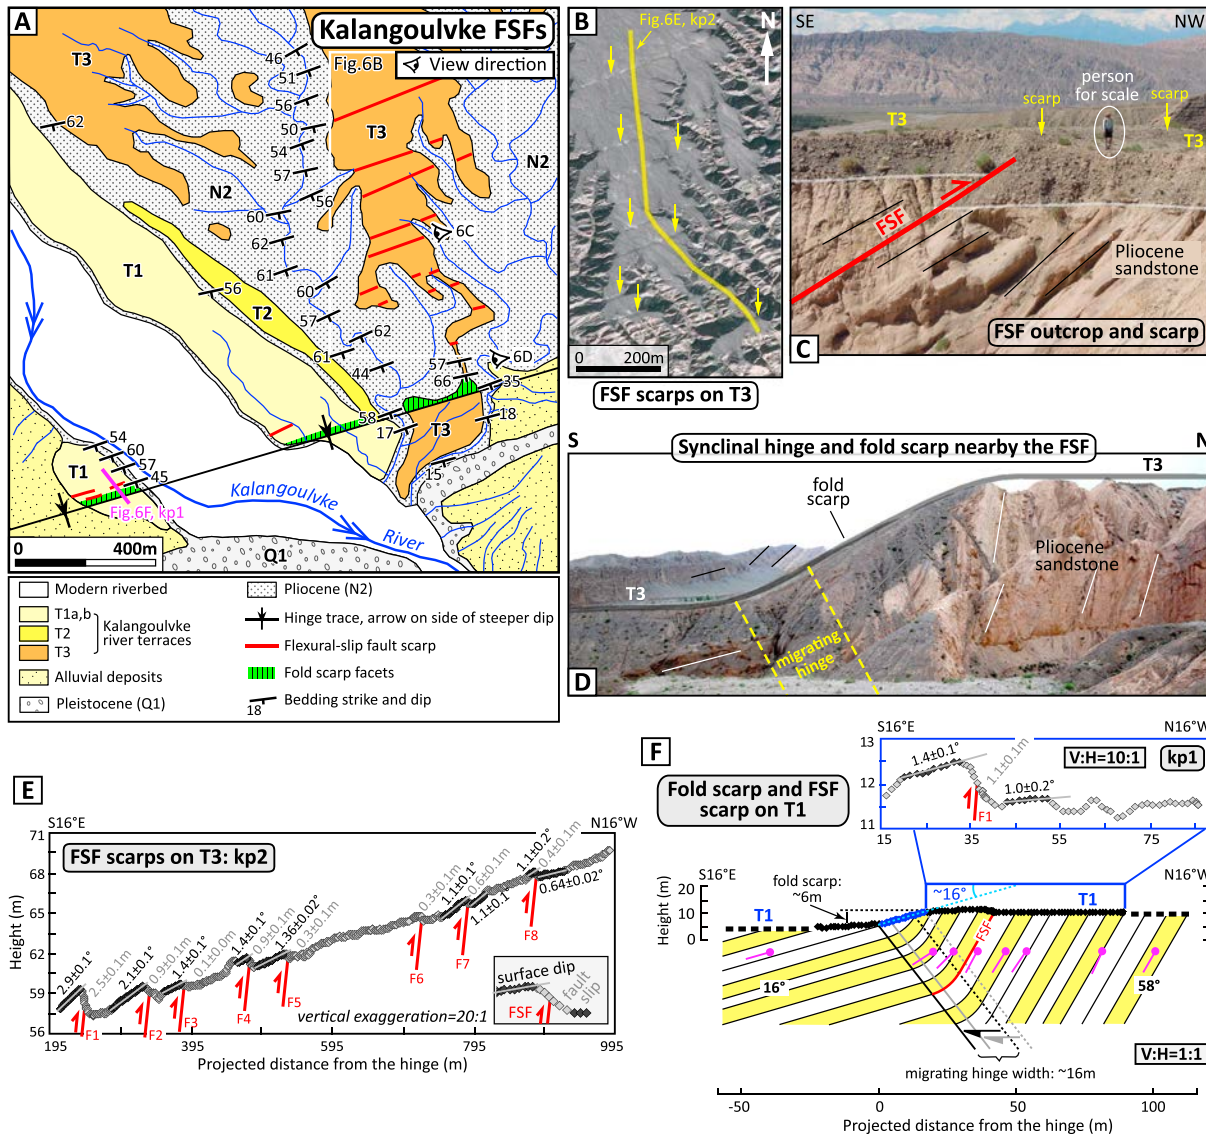 A
Kalangoulvke FSFs
View direction
Fig.6B
T3
46
51
56
50
54
57
62
T3
N2
N2
56
60
62
61
60
57
6C
T1
56
T2
62
61
44
57
66
6D
35
58
17
18
T3
15
54
60
57
45
T1
Fig.6F, kp1
Kalangoulvke
River
0 400m
Q1
Modern riverbed
T1a,b
T2
T3
Kalangoulvke
river terraces
Alluvial deposits
Pleistocene (Q1)
Pliocene (N2)
Hinge trace, arrow on side of steeper dip
Flexural-slip fault scarp
Fold scarp facets
18
Bedding strike and dip
B
Fig.6E, kp2
N
0 200m
FSF scarps on T3
SE
NW
person
for scale
scarp
scarp
T3
T3
FSF
Pliocene
sandstone
FSF outcrop and scarp
C
S
N
Synclinal hinge and fold scarp nearby the FSF
T3
fold
scarp
Pliocene
sandstone
T3
migrating
hinge
D
E
S16°E
N16°W
FSF scarps on T3: kp2
71
68
65
62
59
56
Height (m)
2.9±0.1°
2.5±0.1m
2.1±0.1°
0.9±0.1m
1.4±0.1°
0.1±0.0m
1.4±0.1°
0.9±0.1m
1.36±0.02°
0.3±0.1m
0.3±0.1m
1.1±0.1°
0.6±0.1m
1.1±0.1°
1.1±0.2°
0.4±0.1m
0.64±0.02°
F1
F2
F3
F4
F5
F6
F7
F8
surface dip
fault
slip
FSF
vertical exaggeration=20:1
195 395 595 795 995
Projected distance from the hinge (m)
F
Fold scarp and FSF
scarp on T1
S16°E
N16°W
13
12
11
Height (m)
1.4±0.1°
1.1±0.1m
1.0±0.2°
F1
V:H=10:1
kp1
15 35 55 75
S16°E
N16°W
fold scarp:
~6m
~16°
T1
T1
20
10
0
Height (m)
FSF
16°
58°
migrating hinge width: ~16m
V:H=1:1
-50 0 50 100
Projected distance from the hinge (m)